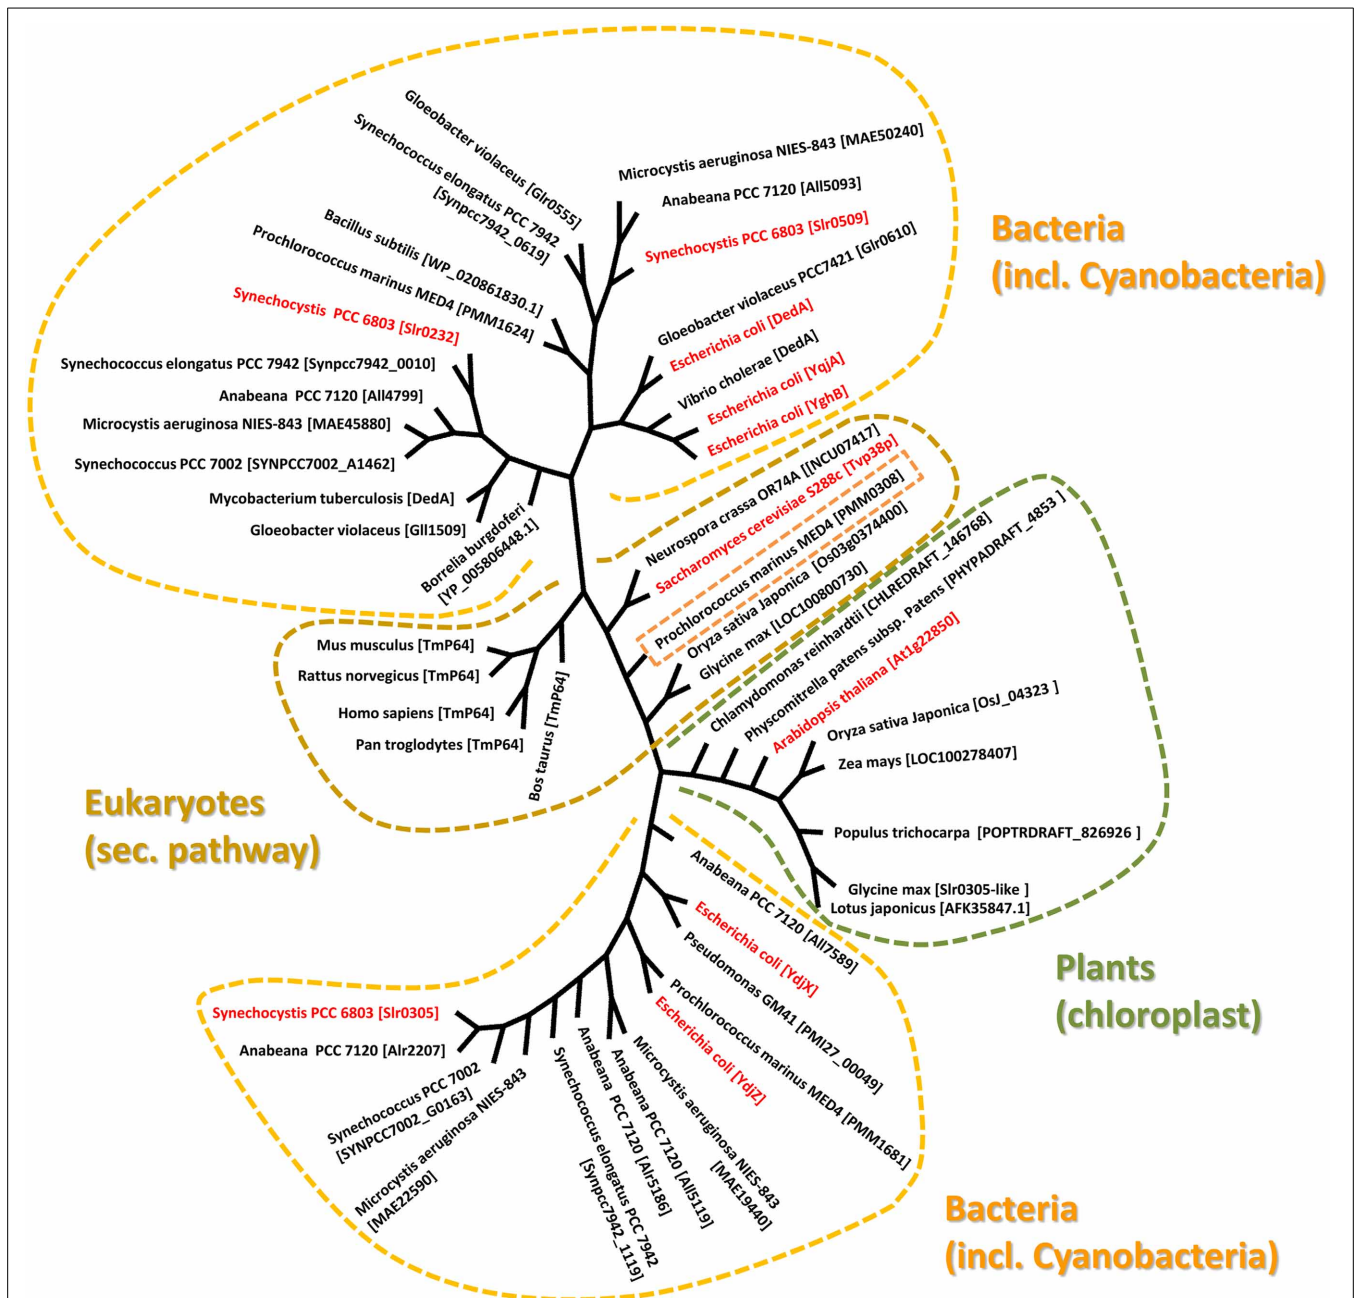 Gloeobacter violaceus [Glr0555]
Synechococcus elongatus PCC 7942
[Synpcc7942_0619]
Bacillus subtilis [WP_020861830.1]
Prochlorococcus marinus MED4 [PMM1624]
Synechocystis PCC 6803 [Slr0232]
Synechococcus elongatus PCC 7942 [Synpcc7942_0010]
Anabeana PCC 7120 [All4799]
Microcystis aeruginosa NIES-843 [MAE45880]
Synechococcus PCC 7002 [SYNPCC7002_A1462]
Mycobacterium tuberculosis [DedA]
Gloeobacter violaceus [Gll1509]
Borrelia burgdoferi
[YP_005806448.1]
Microcystis aeruginosa NIES-843 [MAE50240]
Anabeana PCC 7120 [All5093]
Synechocystis PCC 6803 [Slr0509]
Gloeobacter violaceus PCC7421 [Glr0610]
Escherichia coli [DedA]
Vibrio cholerae [DedA]
Escherichia coli [YqjA]
Escherichia coli [YghB]
Bacteria
(incl. Cyanobacteria)
Neurospora crassa OR74A [[NCU07417]
Saccharomyces cerevisiae S288c [Tvp38p]
Prochlorococcus marinus MED4 [PMM0308]
Oryza sativa Japonica [Os03g0374400]
Glycine max [LOC100800730]
Mus musculus [TmP64]
Rattus norvegicus [TmP64]
Homo sapiens [TmP64]
Pan troglodytes [TmP64]
Bos taurus [TmP64]
Eukaryotes
(sec. pathway)
Chlamydomonas reinhardtii [CHLREDRAFT_146768]
Physcomitrella patens subsp. Patens [PHYPADRAFT_4853 ]
Arabidopsis thaliana [At1g22850]
Oryza sativa Japonica [OsJ_04323 ]
Zea mays [LOC100278407]
Populus trichocarpa [POPTRDRAFT_826926 ]
Glycine max [Slr0305-like ]
Lotus japonicus [AFK35847.1]
Plants
(chloroplast)
Anabeana PCC 7120 [All7589]
Escherichia coli [YdjX]
Pseudomonas GM41 [PMI27_00049]
Prochlorococcus marinus MED4 [PMM1681]
Escherichia coli [YdjZ]
Microcystis aeruginosa NIES-843
[MAE19440]
Anabeana PCC 7120 [All5119]
Anabeana PCC 7120 [Alr5186]
Synechococcus elongatus PCC 7942
[Synpcc7942_1119]
Microcystis aeruginosa NIES-843
[MAE22590]
Synechococcus PCC 7002
[SYNPCC7002_G0163]
Anabeana PCC 7120 [Alr2207]
Synechocystis PCC 6803 [Slr0305]
Bacteria
(incl. Cyanobacteria)